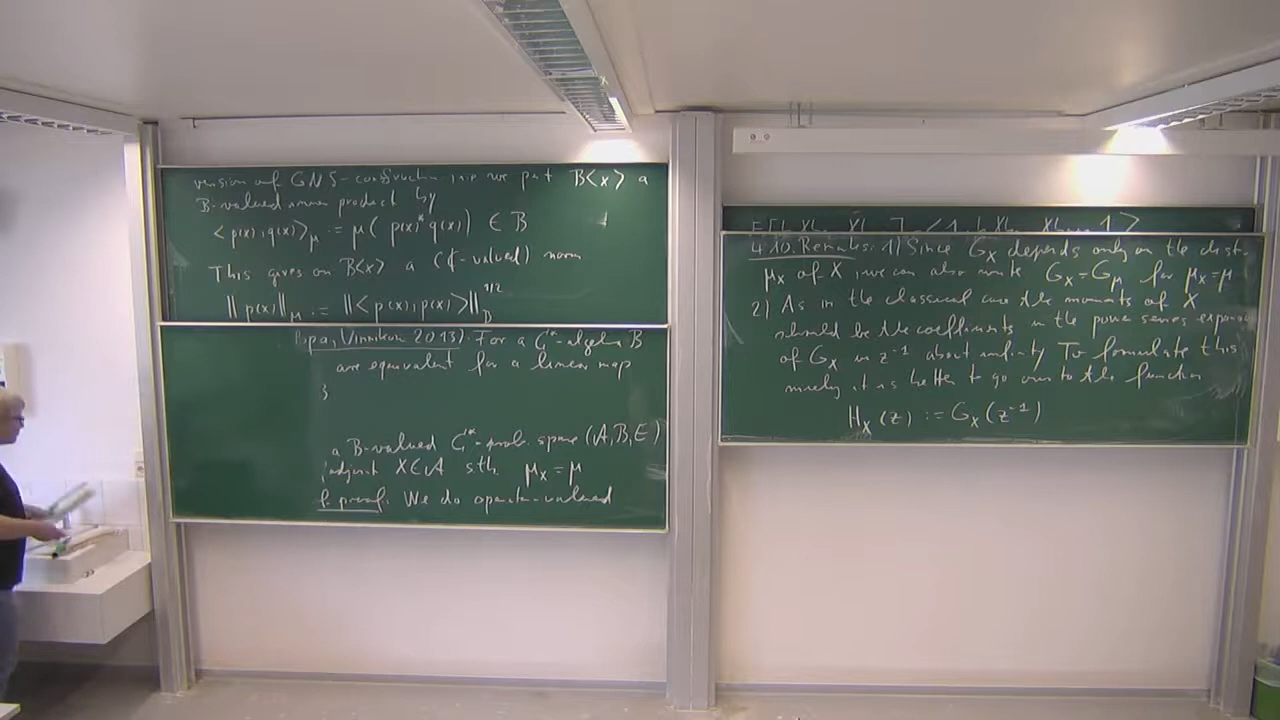 version of GNS-construction, i.e. we put B<x> a
B-valued inner product by
<p(x), q(x)>_μ := μ( p(x)* q(x)) ∈ B
This gives on B<x> a (C-valued) norm
||p(x)||_μ := ||<p(x), p(x)>||_B^{1/2}
Popa, Vinnikov 2013). For a C*-algebra B
are equivalent for a linear map
a B-valued C*-prob. space (A, B, E)
adjoint X∈A s.th. μ_X = μ
f proof. We do operator-valued
4.10. Remarks: 1) Since G_X depends only on the distr.
μ_X of X, we can also write G_X = G_μ for μ_X = μ
2) As in the classical case the moments of X
should be the coefficients in the power series expans
of G_X in z^{-1} about infinity. To formulate this
nicely it is better to go over to the function
H_X(z) := G_X(z^{-1})